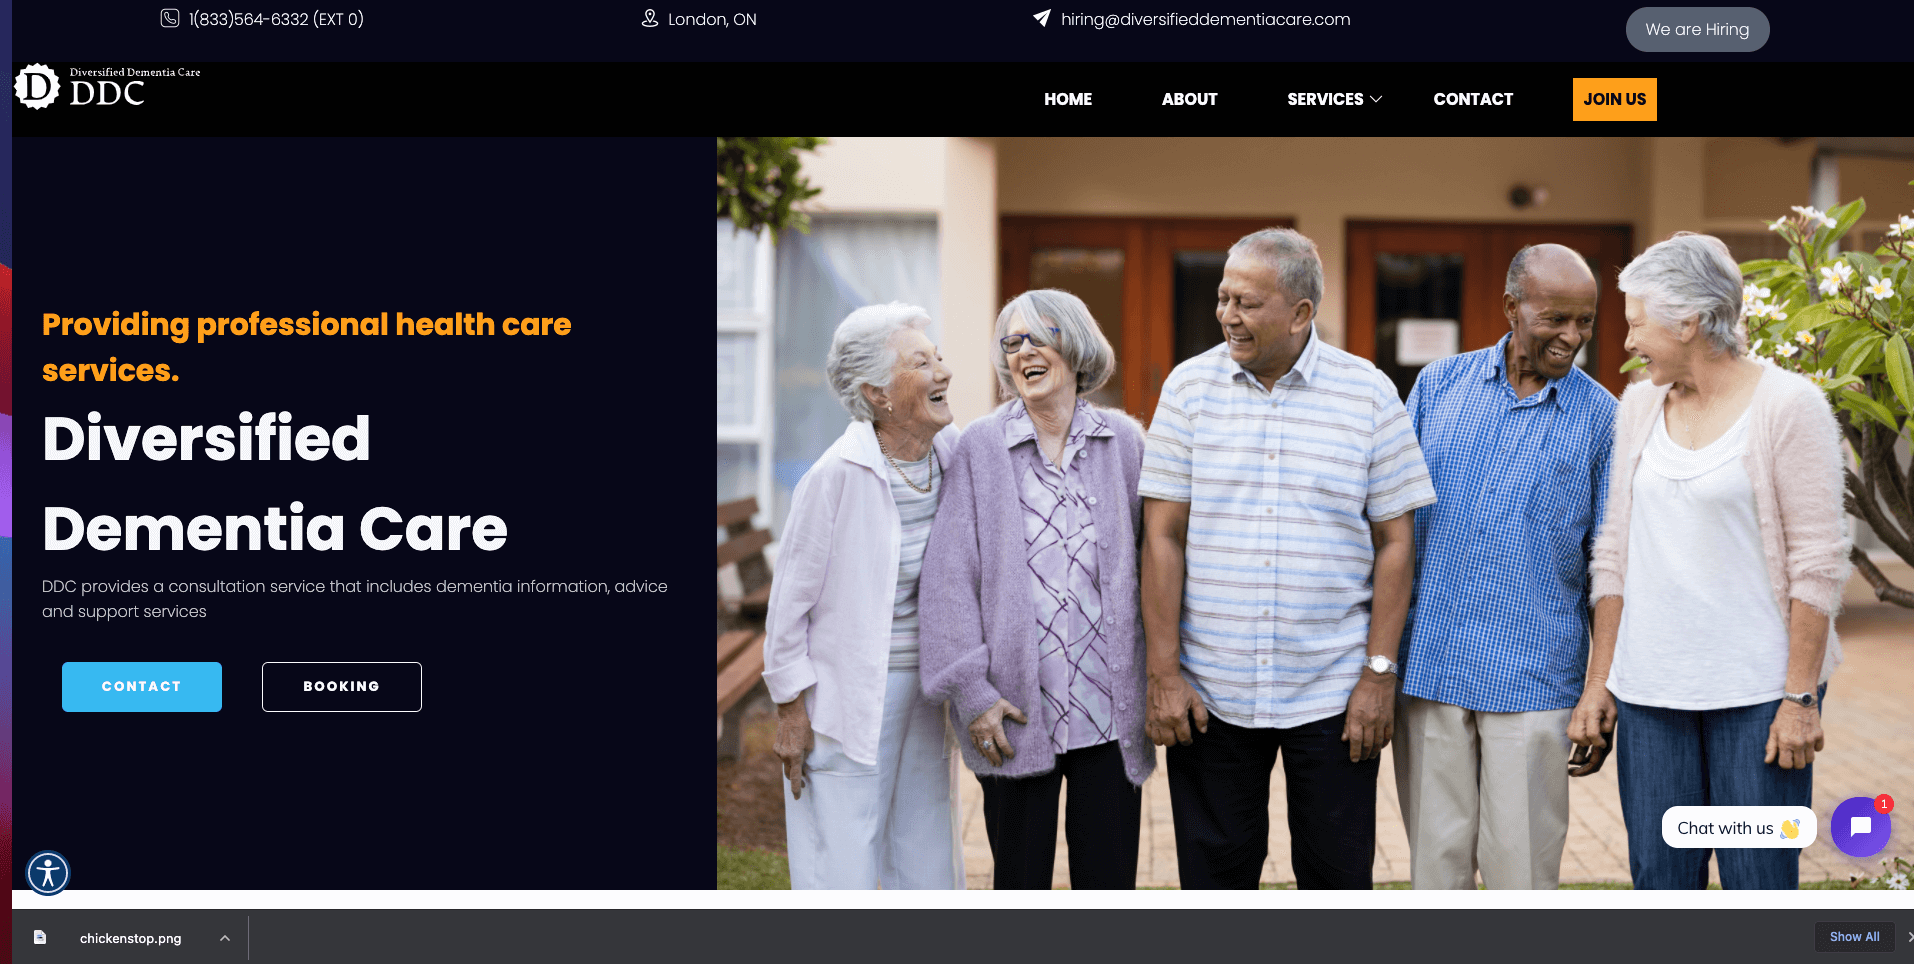 1(833)564-6332 (EXT 0)
London, ON
hiring@diversifieddementiacare.com
We are Hiring
D
Diversified Dementia Care
DDC
HOME
ABOUT
SERVICES
CONTACT
JOIN US
Providing professional health care
services.
Diversified
Dementia Care
DDC provides a consultation service that includes dementia information, advice
and support services
CONTACT
BOOKING
Chat with us 👋
1
chickenstop.png
Show All